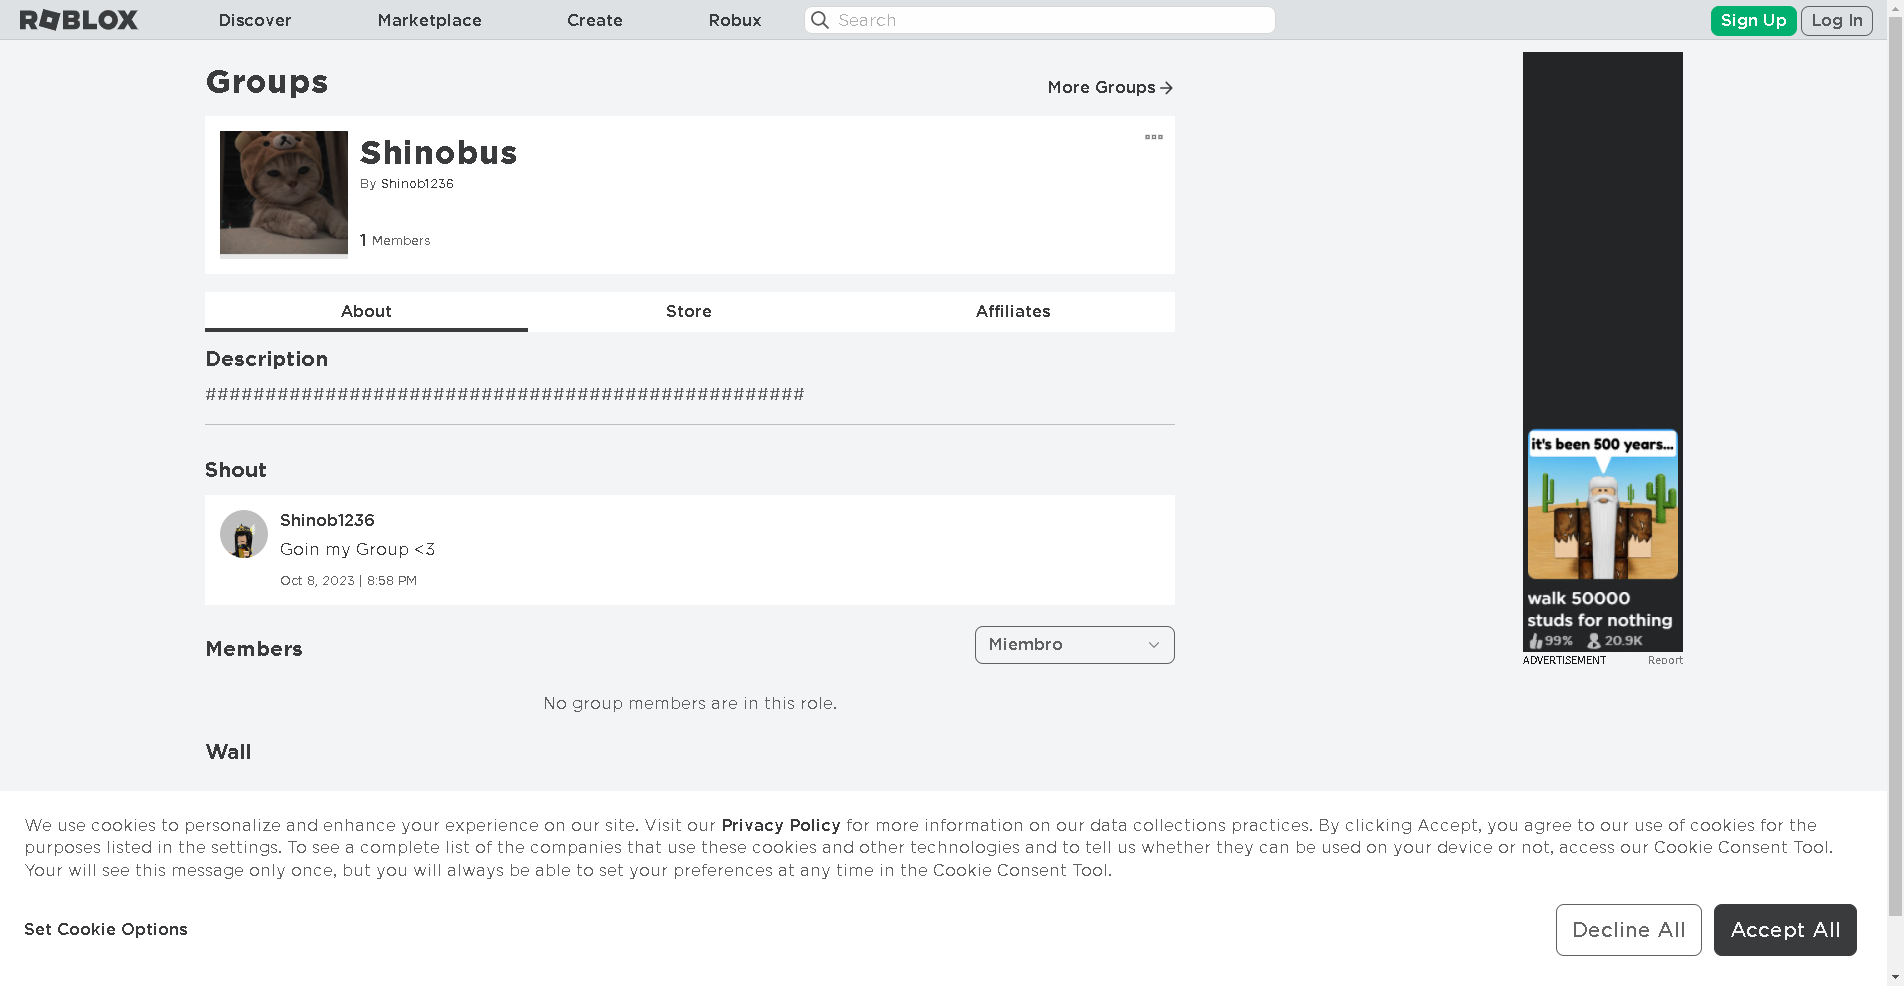 ROBLOX
Discover
Marketplace
Create
Robux
Search
Sign Up
Log In
Groups
More Groups
Shinobus
By Shinob1236
1 Members
About
Store
Affiliates
Description
##################################################
Shout
Shinob1236
Goin my Group <3
Oct 8, 2023 | 8:58 PM
Members
Miembro
No group members are in this role.
Wall
it's been 500 years...
walk 50000
studs for nothing
99% 20.9K
ADVERTISEMENT Report
We use cookies to personalize and enhance your experience on our site. Visit our Privacy Policy for more information on our data collections practices. By clicking Accept, you agree to our use of cookies for the
purposes listed in the settings. To see a complete list of the companies that use these cookies and other technologies and to tell us whether they can be used on your device or not, access our Cookie Consent Tool.
Your will see this message only once, but you will always be able to set your preferences at any time in the Cookie Consent Tool.
Set Cookie Options
Decline All
Accept All